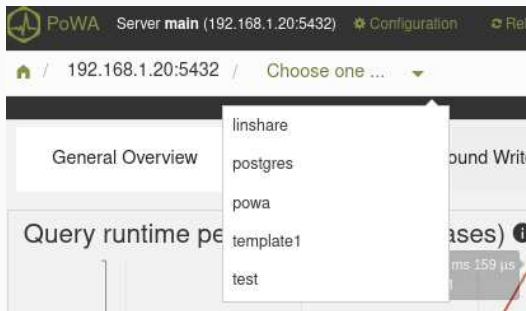 PoWA Server main (192.168.1.20:5432) Configuration
/ 192.168.1.20:5432 / Choose one ...
linshare
General Overview
postgres
powa
Query runtime pe
template1
ases)
ms 159 µs
test